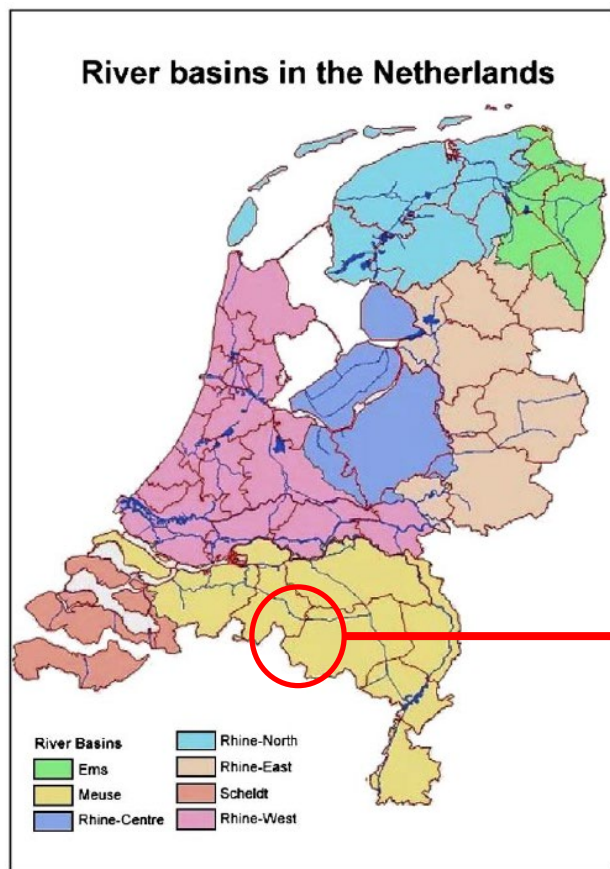 River basins in the Netherlands
River Basins
Ems
Meuse
Rhine-Centre
Rhine-North
Rhine-East
Scheldt
Rhine-West